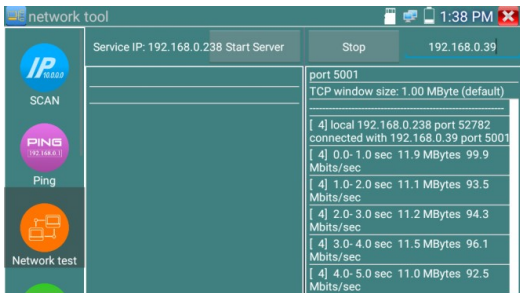 network tool
1:38 PM
Service IP: 192.168.0.238 Start Server
Stop
192.168.0.39
IP
10.0.0.0
SCAN
PING
192.168.0.1
Ping
Network test
port 5001
TCP window size: 1.00 MByte (default)
[ 4] local 192.168.0.238 port 52782
connected with 192.168.0.39 port 5001
[ 4] 0.0- 1.0 sec 11.9 MBytes 99.9
Mbits/sec
[ 4] 1.0- 2.0 sec 11.1 MBytes 93.5
Mbits/sec
[ 4] 2.0- 3.0 sec 11.2 MBytes 94.3
Mbits/sec
[ 4] 3.0- 4.0 sec 11.5 MBytes 96.1
Mbits/sec
[ 4] 4.0- 5.0 sec 11.0 MBytes 92.5
Mbits/sec